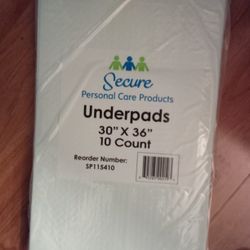 Secure
Personal Care Products
Underpads
30" X 36"
10 Count
Reorder Number:
SP115410